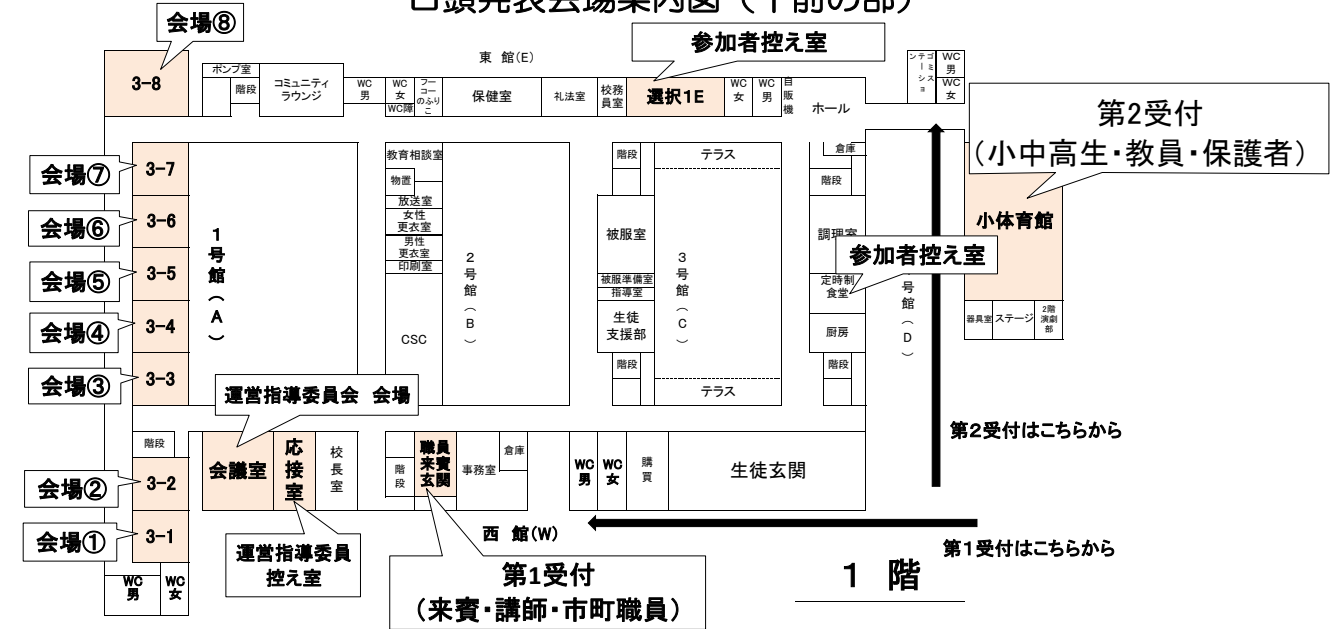 口頭発表会場案内図(午前の部)
会場⑧
参加者控え室
東 館(E)
3-8
ポンプ室
階段
コミュニティ
ラウンジ
WC
男
WC
女
WC障
フー
コー
のふり
こ
保健室
礼法室
校務
員室
選択1E
WC
女
WC
男
自
販
機
ホール
ゴミス
テーショ
ン
WC
男
WC
女
第2受付
(小中高生・教員・保護者)
会場⑦
3-7
教育相談室
物置
放送室
女性
更衣室
男性
更衣室
印刷室
CSC
階段
テラス
倉庫
階段
会場⑥
3-6
1号館(A)
2号館(B)
被服室
3号館(C)
調理室
小体育館
参加者控え室
会場⑤
3-5
被服準備室
指導室
定時制
食堂
号館(D)
会場④
3-4
生徒
支援部
厨房
器具室
ステージ
2階
演劇
部
会場③
3-3
階段
テラス
階段
運営指導委員会 会場
第2受付はこちらから
階段
会議室
応接室
校長室
階段
職員
来賓
玄関
事務室
倉庫
WC
男
WC
女
購買
生徒玄関
会場②
3-2
会場①
3-1
西 館(W)
第1受付はこちらから
運営指導委員
控え室
第1受付
(来賓・講師・市町職員)
WC
男
WC
女
1 階